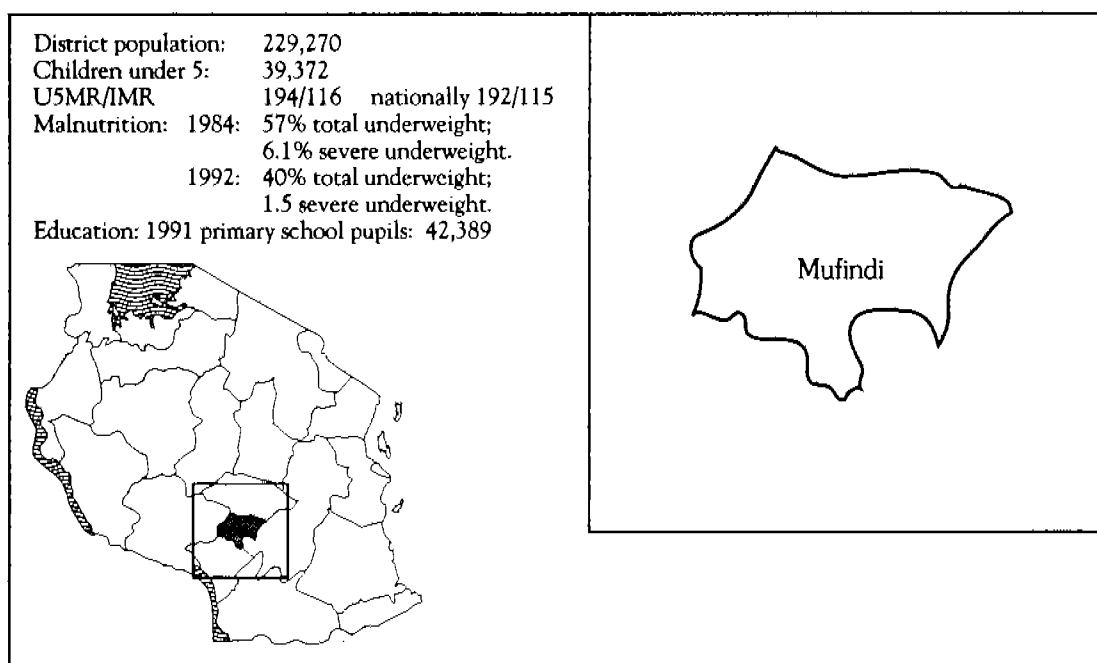 District population: 229,270
Children under 5: 39,372
U5MR/IMR 194/116 nationally 192/115
Malnutrition: 1984: 57% total underweight;
6.1% severe underweight.
1992: 40% total underweight;
1.5 severe underweight.
Education: 1991 primary school pupils: 42,389
Mufindi